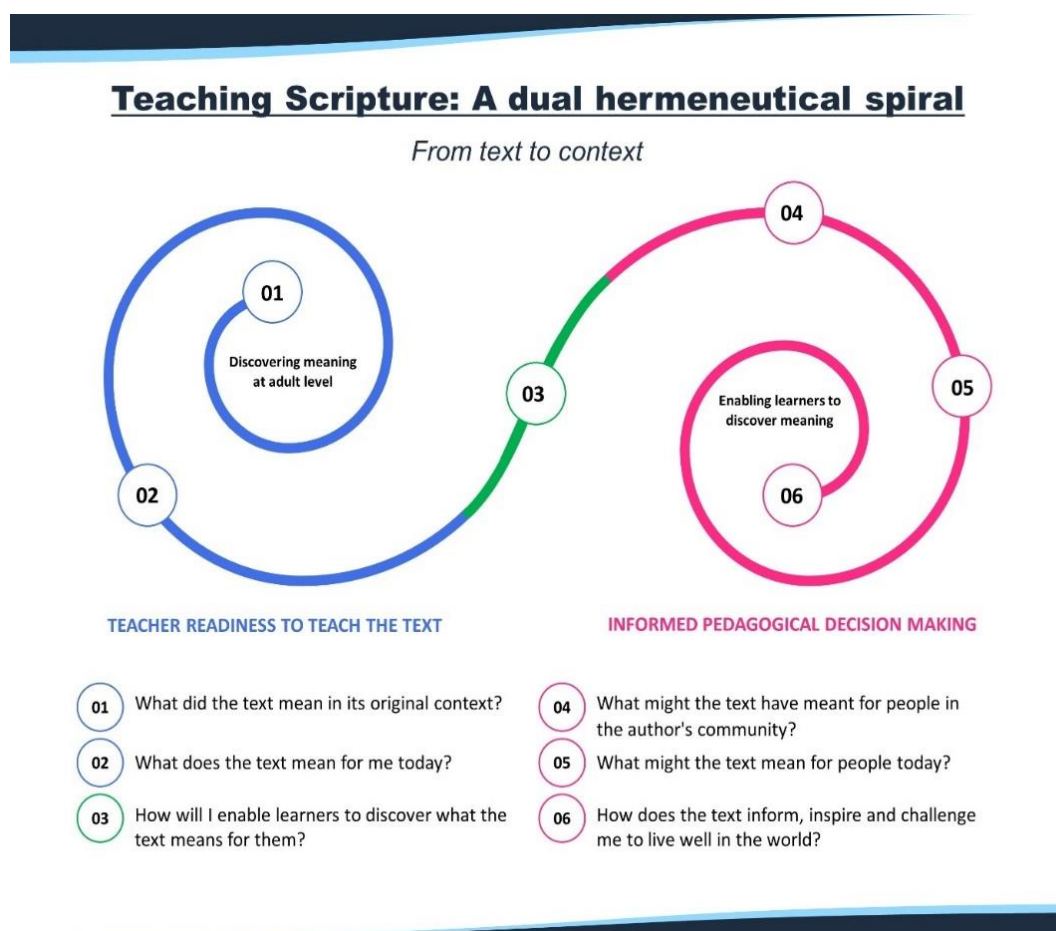 Teaching Scripture: A dual hermeneutical spiral
From text to context
01
Discovering meaning
at adult level
02
03
04
05
Enabling learners to
discover meaning
06
TEACHER READINESS TO TEACH THE TEXT
01 What did the text mean in its original context?
02 What does the text mean for me today?
03 How will I enable learners to discover what the
text means for them?
INFORMED PEDAGOGICAL DECISION MAKING
04 What might the text have meant for people in
the author's community?
05 What might the text mean for people today?
06 How does the text inform, inspire and challenge
me to live well in the world?